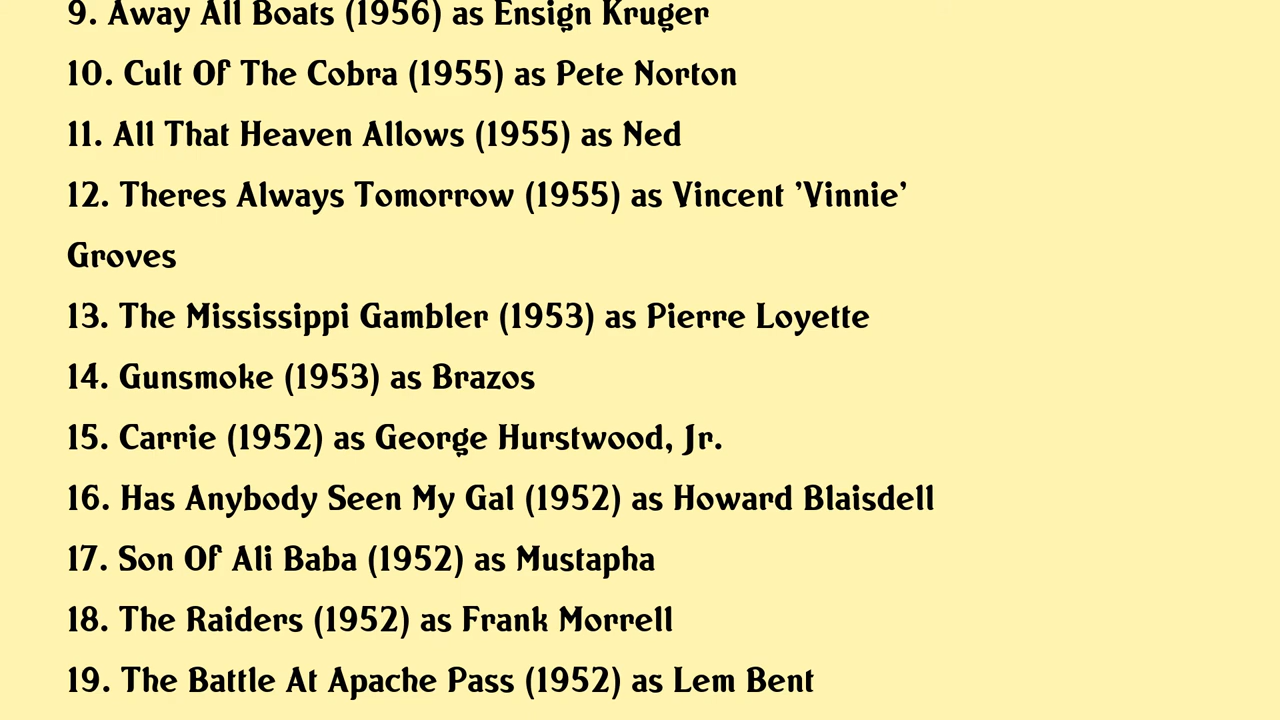 9. Away All Boats (1956) as Ensign Kruger
10. Cult Of The Cobra (1955) as Pete Norton
11. All That Heaven Allows (1955) as Ned
12. Theres Always Tomorrow (1955) as Vincent 'Vinnie'
Groves
13. The Mississippi Gambler (1953) as Pierre Loyette
14. Gunsmoke (1953) as Brazos
15. Carrie (1952) as George Hurstwood, Jr.
16. Has Anybody Seen My Gal (1952) as Howard Blaisdell
17. Son Of Ali Baba (1952) as Mustapha
18. The Raiders (1952) as Frank Morrell
19. The Battle At Apache Pass (1952) as Lem Bent